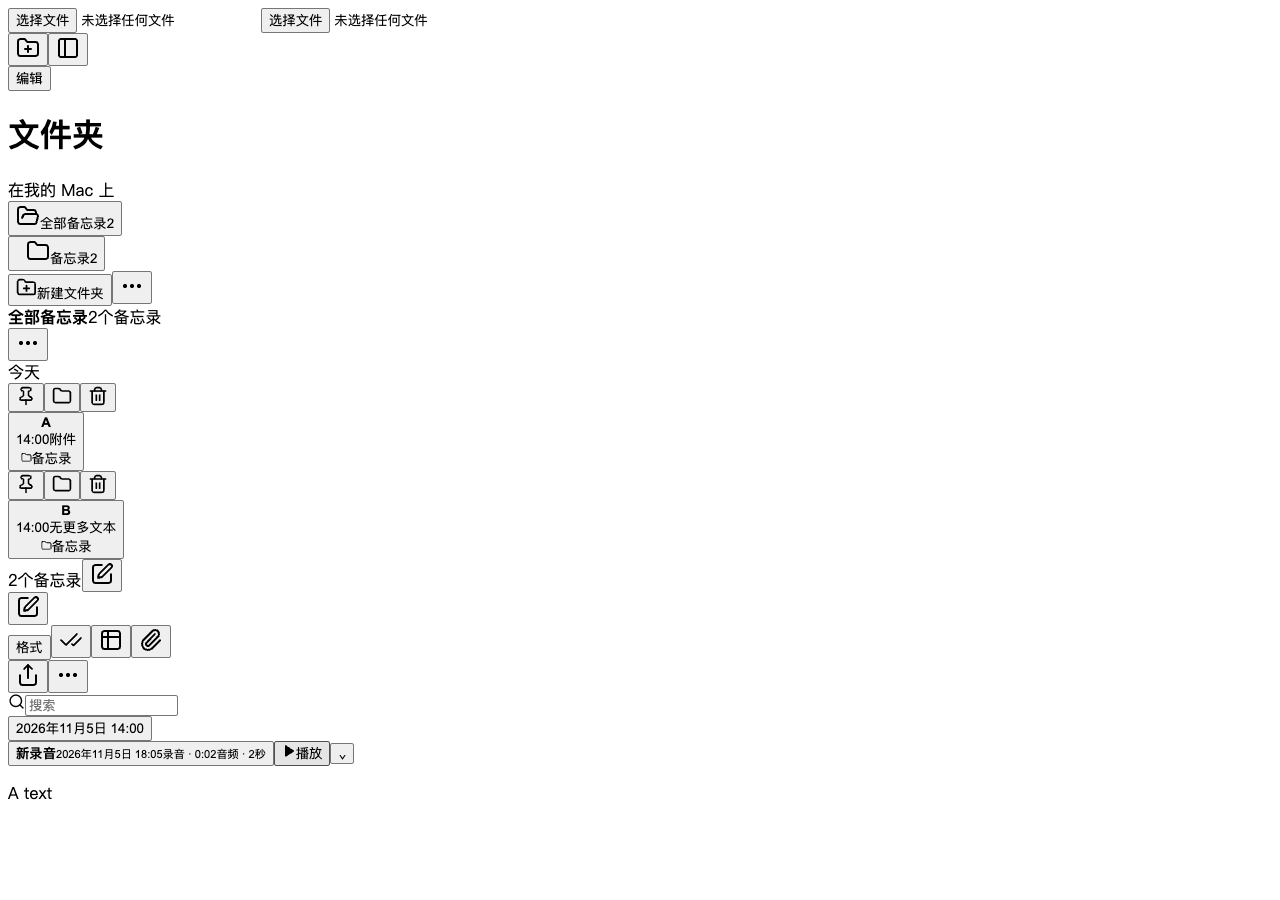 选择文件 未选择任何文件 选择文件 未选择任何文件
编辑
文件夹
在我的 Mac 上
全部备忘录2
备忘录2
新建文件夹
全部备忘录2个备忘录
今天
A
14:00附件
备忘录
B
14:00无更多文本
备忘录
2个备忘录
格式
搜索
2026年11月5日 14:00
新录音2026年11月5日 18:05录音 · 0:02音频 · 2秒 播放
A text